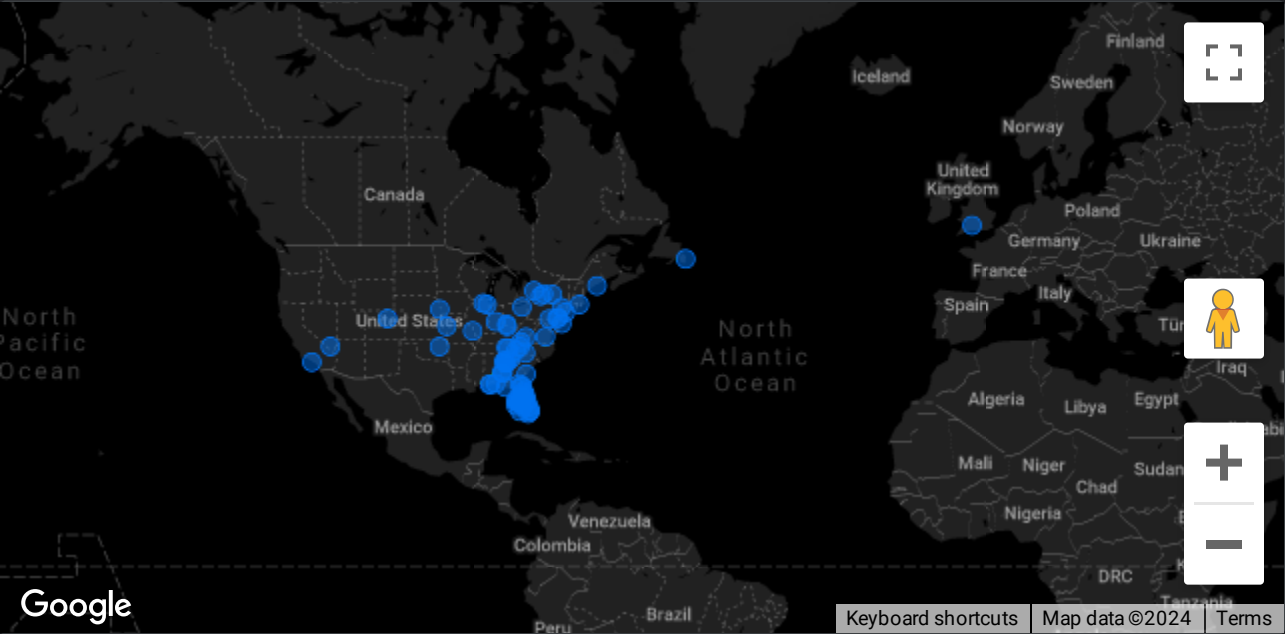 Finland
Iceland
Sweden
Norway
United
Kingdom
Canada
Poland
Germany
Ukraine
France
Italy
Spain
North
Pacific
Ocean
United States
North
Atlantic
Ocean
Iraq
Algeria
Libya
Egypt
Mexico
Mali
Niger
Sudan
Chad
Nigeria
Venezuela
Colombia
DRC
Tanzania
Brazil
Peru
Google
Keyboard shortcuts
Map data ©2024
Terms